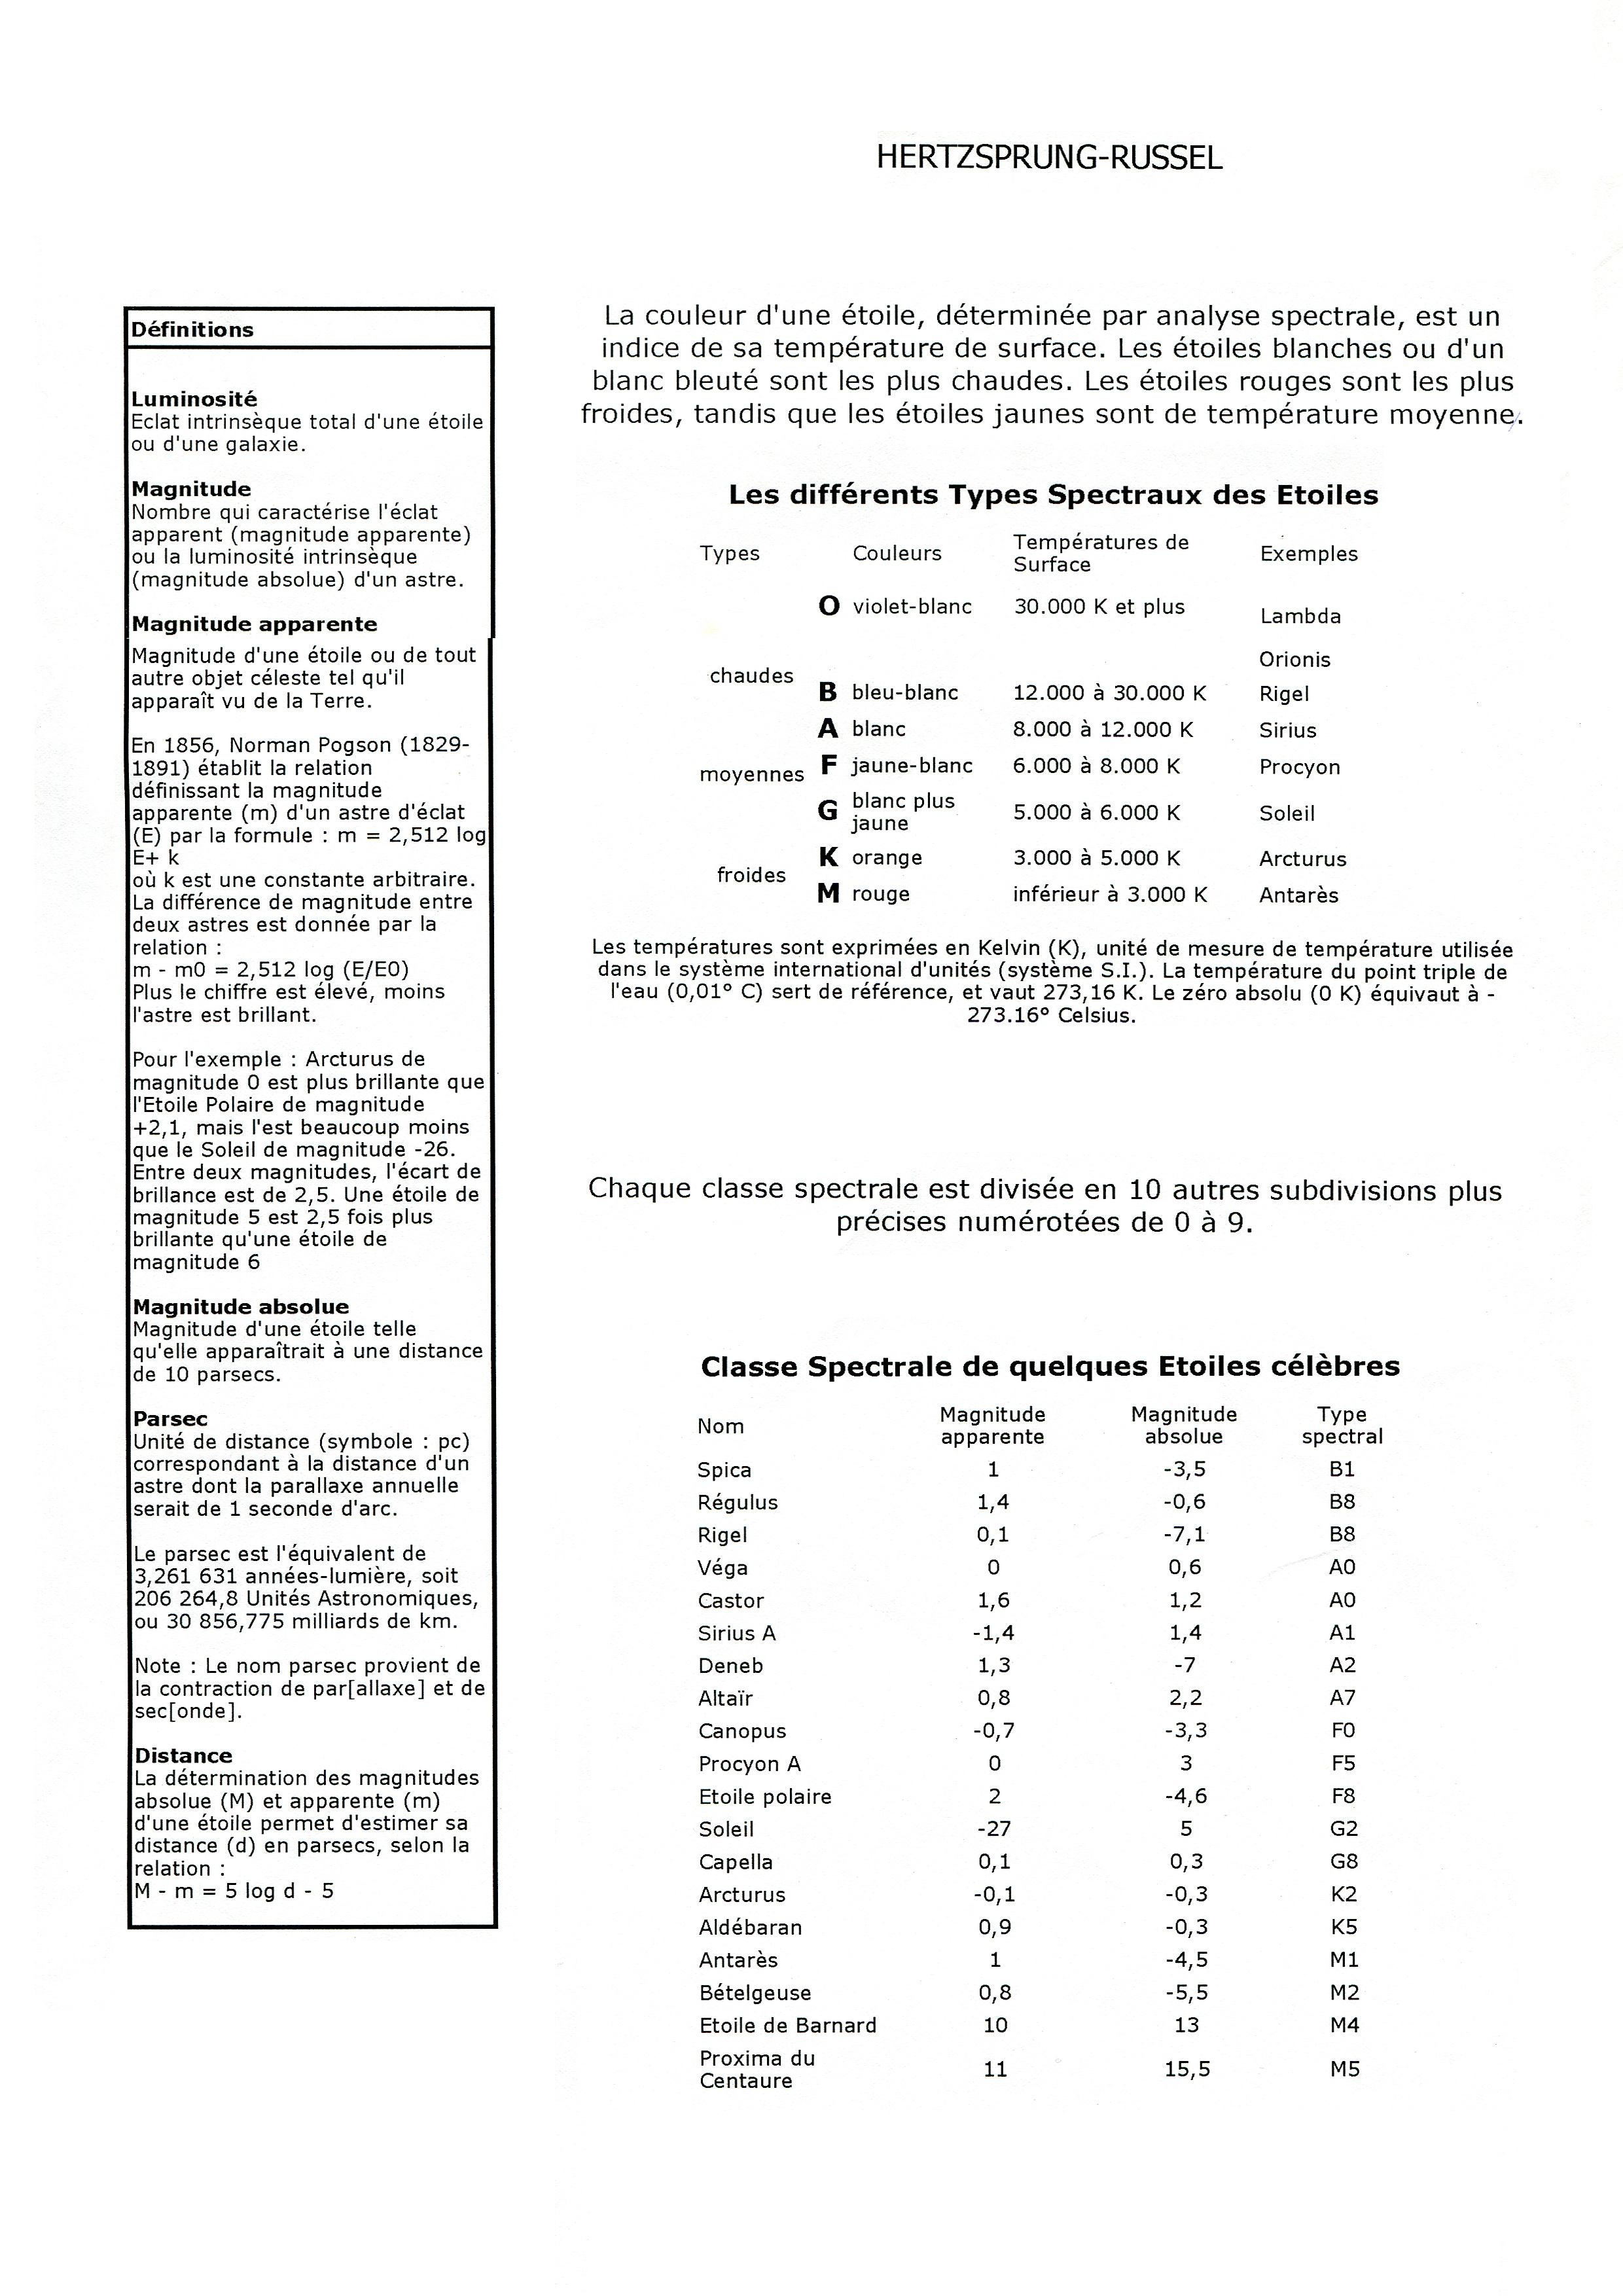 HERTZSPRUNG-RUSSEL
Définitions
Luminosité
Eclat intrinsèque total d'une étoile
ou d'une galaxie.
Magnitude
Nombre qui caractérise l'éclat
apparent (magnitude apparente)
ou la luminosité intrinsèque
(magnitude absolue) d'un astre.
Magnitude apparente
Magnitude d'une étoile ou de tout
autre objet céleste tel qu'il
apparaît vu de la Terre.
En 1856, Norman Pogson (1829-
1891) établit la relation
définissant la magnitude
apparente (m) d'un astre d'éclat
(E) par la formule : m = 2,512 log
E+ k
où k est une constante arbitraire.
La différence de magnitude entre
deux astres est donnée par la
relation :
m - m0 = 2,512 log (E/E0)
Plus le chiffre est élevé, moins
l'astre est brillant.
Pour l'exemple : Arcturus de
magnitude 0 est plus brillante que
l'Etoile Polaire de magnitude
+2,1, mais l'est beaucoup moins
que le Soleil de magnitude -26.
Entre deux magnitudes, l'écart de
brillance est de 2,5. Une étoile de
magnitude 5 est 2,5 fois plus
brillante qu'une étoile de
magnitude 6
Magnitude absolue
Magnitude d'une étoile telle
qu'elle apparaîtrait à une distance
de 10 parsecs.
Parsec
Unité de distance (symbole : pc)
correspondant à la distance d'un
astre dont la parallaxe annuelle
serait de 1 seconde d'arc.
Le parsec est l'équivalent de
3,261 631 années-lumière, soit
206 264,8 Unités Astronomiques,
ou 30 856,775 milliards de km.
Note : Le nom parsec provient de
la contraction de par[allaxe] et de
sec[onde].
Distance
La détermination des magnitudes
absolue (M) et apparente (m)
d'une étoile permet d'estimer sa
distance (d) en parsecs, selon la
relation :
M - m = 5 log d - 5
La couleur d'une étoile, déterminée par analyse spectrale, est un
indice de sa température de surface. Les étoiles blanches ou d'un
blanc bleuté sont les plus chaudes. Les étoiles rouges sont les plus
froides, tandis que les étoiles jaunes sont de température moyenne.
Les différents Types Spectraux des Etoiles
Types Couleurs Températures de Surface Exemples
chaudes O violet-blanc 30.000 K et plus Lambda Orionis
B bleu-blanc 12.000 à 30.000 K Rigel
A blanc 8.000 à 12.000 K Sirius
moyennes F jaune-blanc 6.000 à 8.000 K Procyon
G blanc plus jaune 5.000 à 6.000 K Soleil
froides K orange 3.000 à 5.000 K Arcturus
M rouge inférieur à 3.000 K Antarès
Les températures sont exprimées en Kelvin (K), unité de mesure de température utilisée
dans le système international d'unités (système S.I.). La température du point triple de
l'eau (0,01° C) sert de référence, et vaut 273,16 K. Le zéro absolu (0 K) équivaut à -
273.16° Celsius.
Chaque classe spectrale est divisée en 10 autres subdivisions plus
précises numérotées de 0 à 9.
Classe Spectrale de quelques Etoiles célèbres
Nom Magnitude apparente Magnitude absolue Type spectral
Spica 1 -3,5 B1
Régulus 1,4 -0,6 B8
Rigel 0,1 -7,1 B8
Véga 0 0,6 A0
Castor 1,6 1,2 A0
Sirius A -1,4 1,4 A1
Deneb 1,3 -7 A2
Altaïr 0,8 2,2 A7
Canopus -0,7 -3,3 F0
Procyon A 0 3 F5
Etoile polaire 2 -4,6 F8
Soleil -27 5 G2
Capella 0,1 0,3 G8
Arcturus -0,1 -0,3 K2
Aldébaran 0,9 -0,3 K5
Antarès 1 -4,5 M1
Bételgeuse 0,8 -5,5 M2
Etoile de Barnard 10 13 M4
Proxima du Centaure 11 15,5 M5